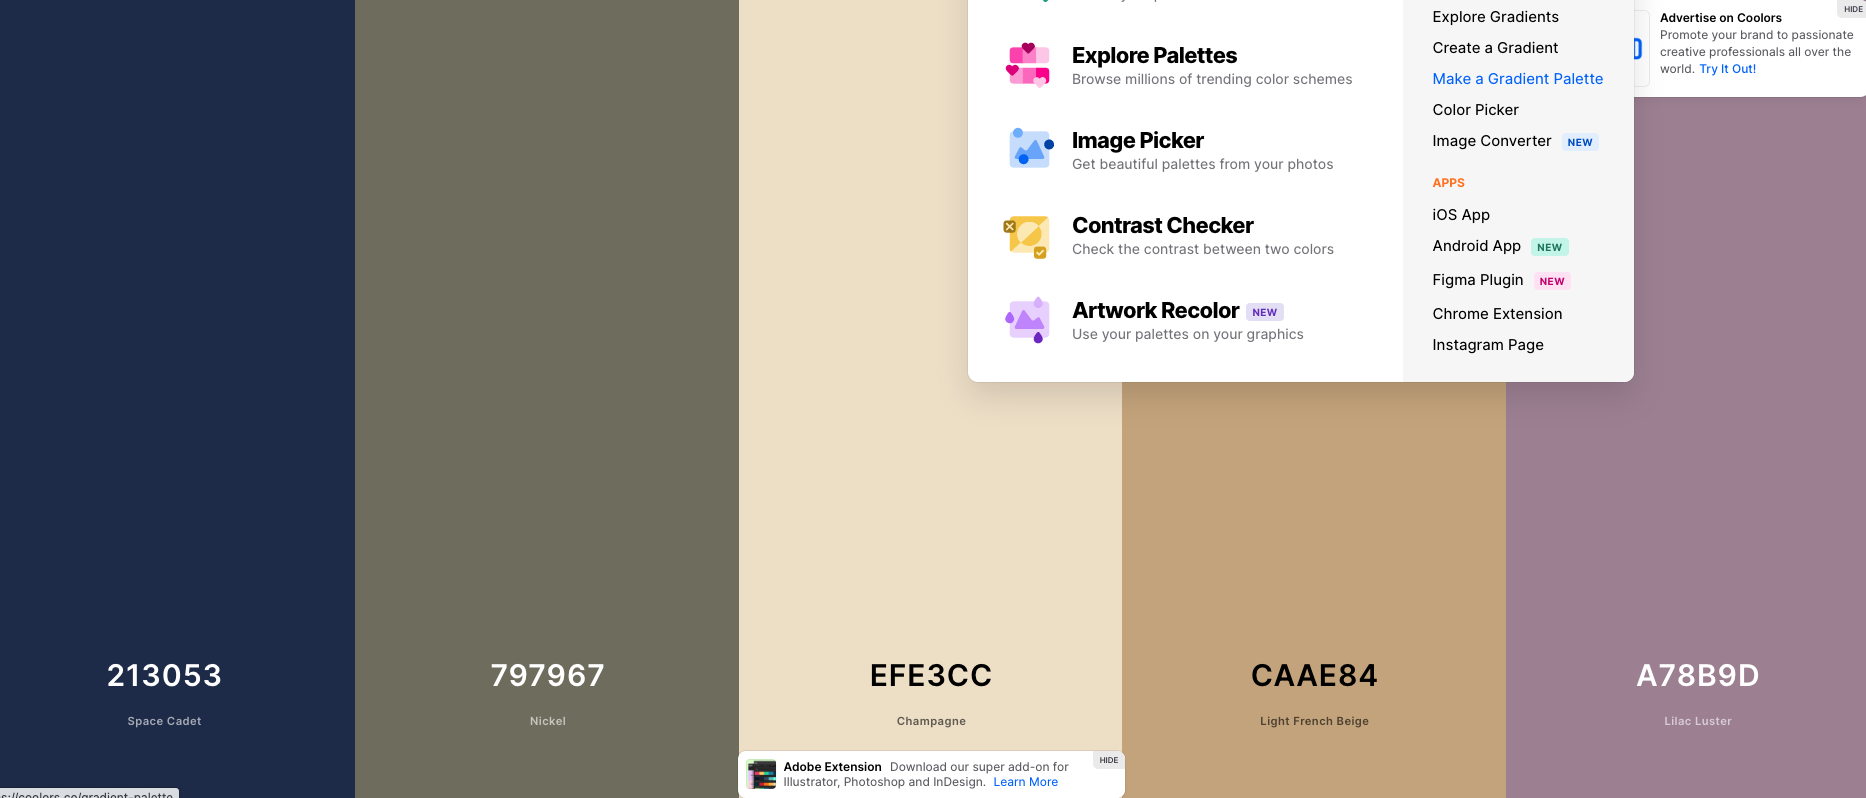 Explore Palettes
Browse millions of trending color schemes
Image Picker
Get beautiful palettes from your photos
Contrast Checker
Check the contrast between two colors
Artwork Recolor NEW
Use your palettes on your graphics
Explore Gradients
Create a Gradient
Make a Gradient Palette
Color Picker
Image Converter NEW
APPS
iOS App
Android App NEW
Figma Plugin NEW
Chrome Extension
Instagram Page
HIDE
Advertise on Coolors
Promote your brand to passionate
creative professionals all over the
world. Try It Out!
213053
Space Cadet
797967
Nickel
EFE3CC
Champagne
CAAE84
Light French Beige
A78B9D
Lilac Luster
HIDE
Adobe Extension Download our super add-on for
Illustrator, Photoshop and InDesign. Learn More
s://coolors.co/gradient-palette